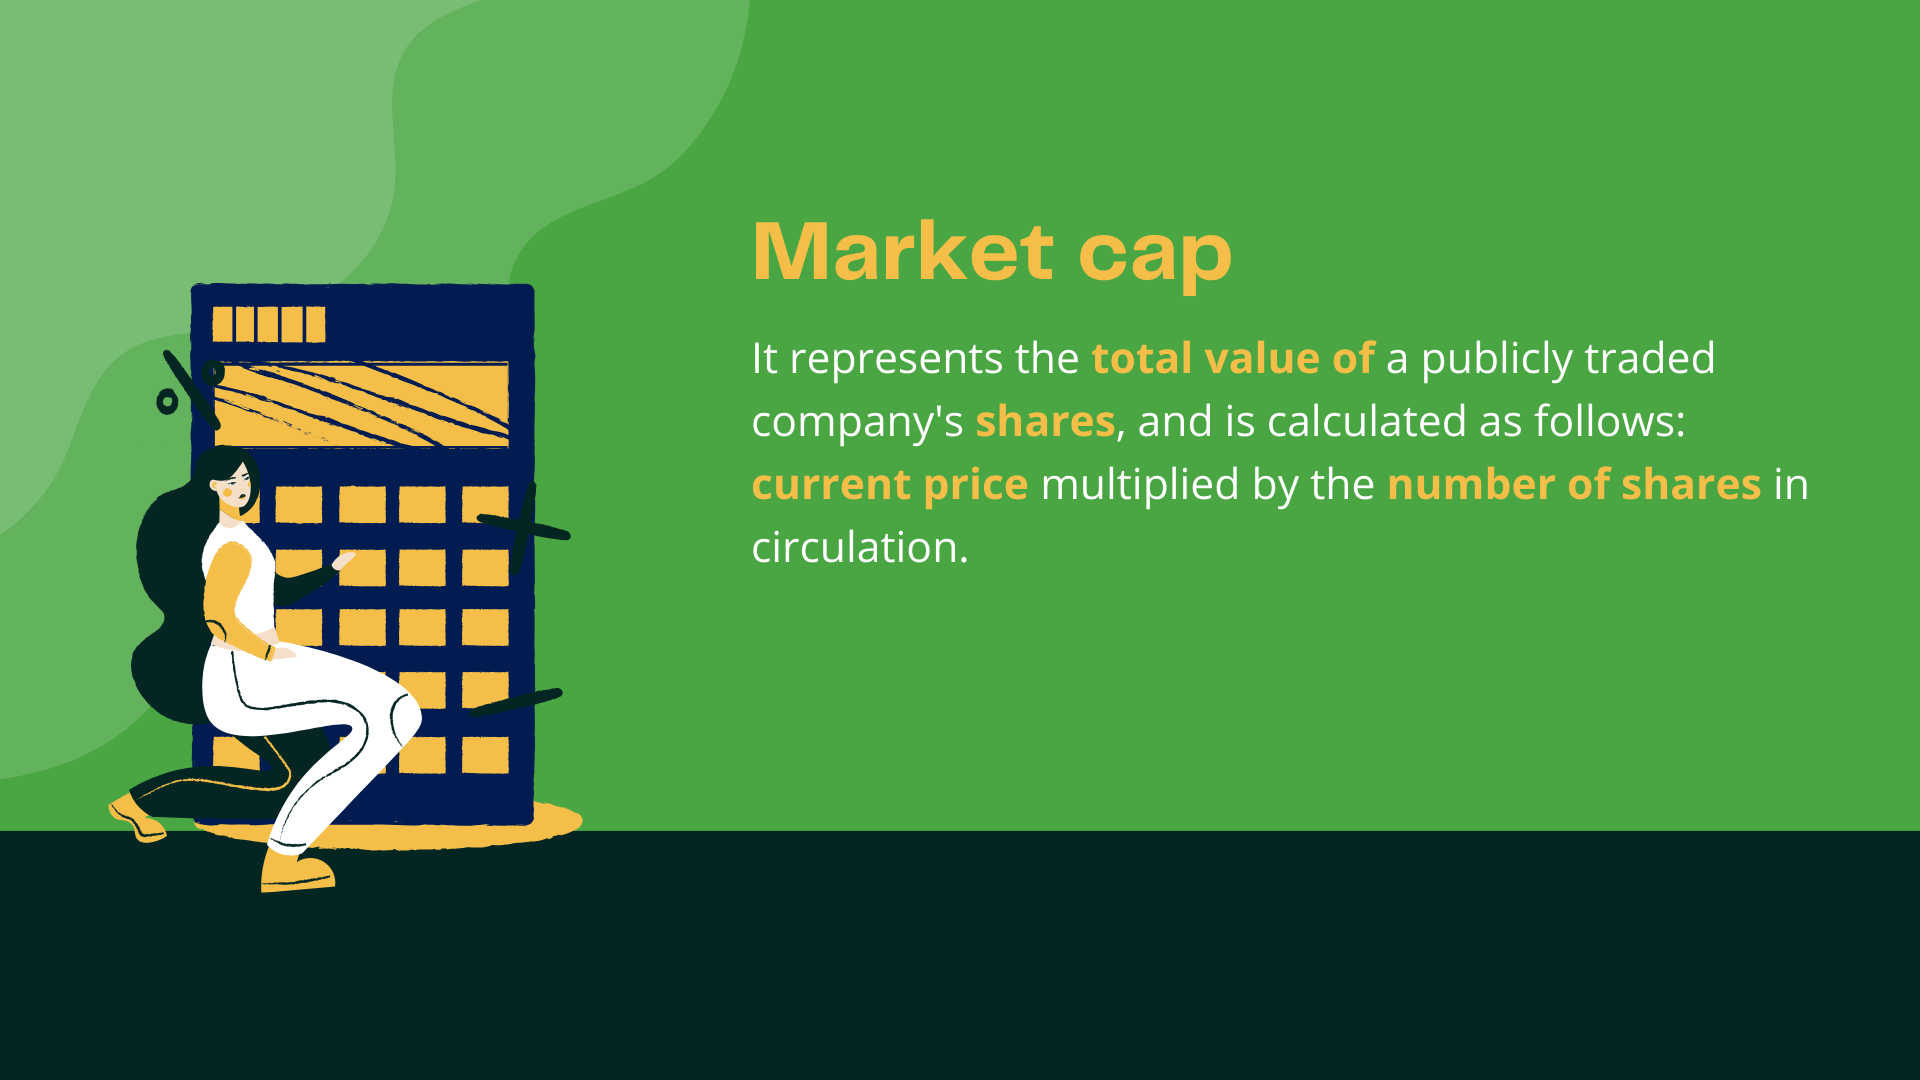 Market cap
It represents the total value of a publicly traded
company's shares, and is calculated as follows:
current price multiplied by the number of shares in
circulation.